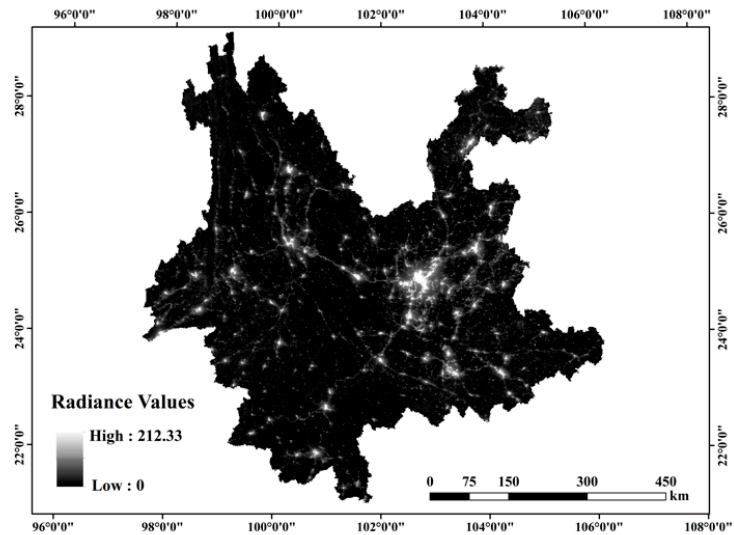 96°0'0" 98°0'0" 100°0'0" 102°0'0" 104°0'0" 106°0'0" 108°0'0"
28°0'0" 28°0'0"
26°0'0" 26°0'0"
24°0'0" 24°0'0"
22°0'0" 22°0'0"
Radiance Values
High : 212.33
Low : 0
0 75 150 300 450
km
96°0'0" 98°0'0" 100°0'0" 102°0'0" 104°0'0" 106°0'0" 108°0'0"